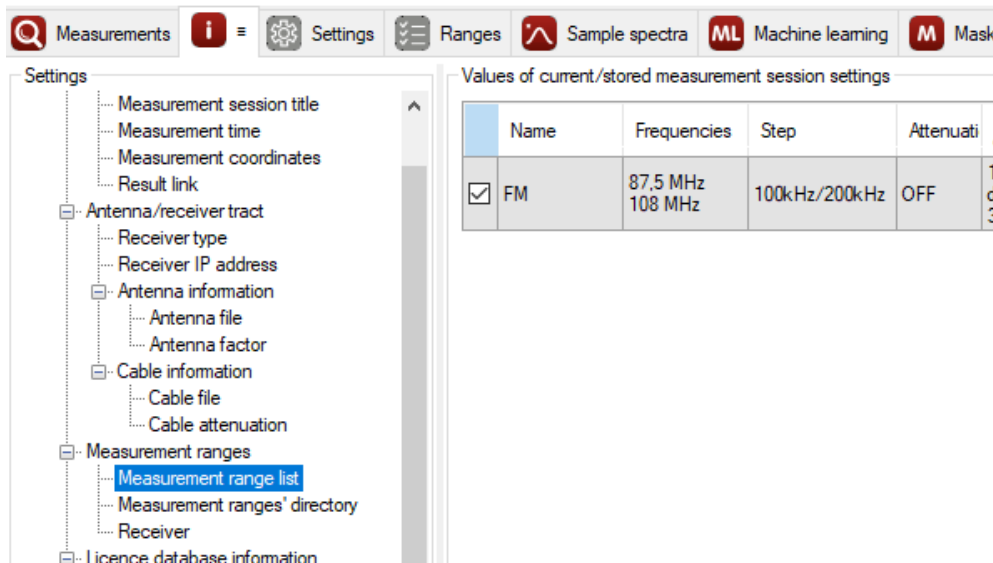 Measurements
i
Settings
Ranges
Sample spectra
ML Machine learning
M Mask
Settings
Values of current/stored measurement session settings
Measurement session title
Measurement time
Measurement coordinates
Result link
Antenna/receiver tract
Receiver type
Receiver IP address
Antenna information
Antenna file
Antenna factor
Cable information
Cable file
Cable attenuation
Measurement ranges
Measurement range list
Measurement ranges' directory
Receiver
Licence database information
Name Frequencies Step Attenuati
FM 87,5 MHz 100kHz/200kHz OFF
108 MHz